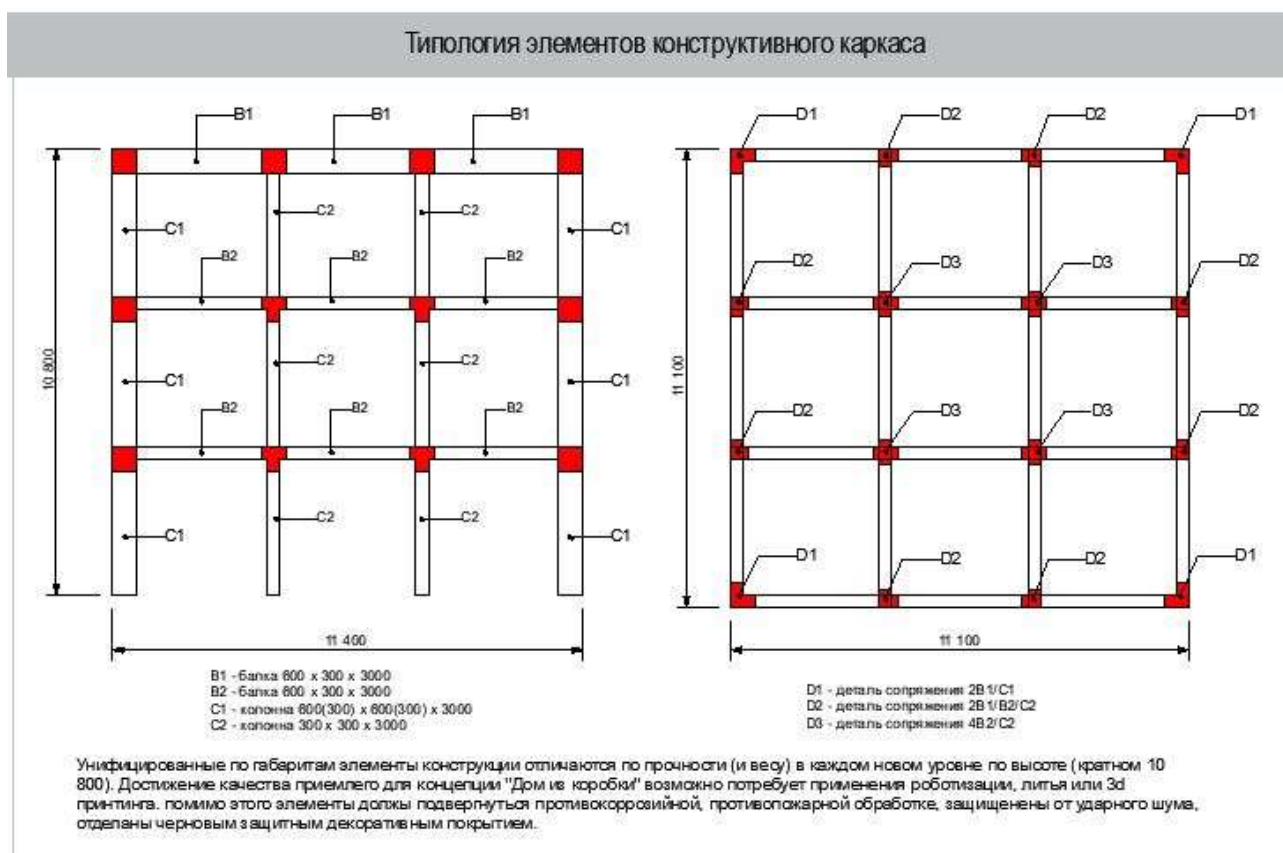 Типология элементов конструктивного каркаса
B1 B1 B1
C2 C2
C1 C1
B2 B2 B2
C2 C2
C1 C1
B2 B2 B2
C2 C2
C1 C1
10 800
11 400
B1 - балка 600 x 300 x 3000
B2 - балка 600 x 300 x 3000
C1 - колонна 600(300) x 600(300) x 3000
C2 - колонна 300 x 300 x 3000
D1 D2 D2 D1
D2 D3 D3 D2
D2 D3 D3 D2
D1 D2 D2 D1
11 100
11 100
D1 - деталь сопряжения 2B1/C1
D2 - деталь сопряжения 2B1/B2/C2
D3 - деталь сопряжения 4B2/C2
Унифицированные по габаритам элементы конструкции отличаются по прочности (и весу) в каждом новом уровне по высоте (кратном 10
800). Достижение качества приемлего для концепции "Дом из коробки" возможно потребует применения роботизации, литья или 3d
принтинга. помимо этого элементы должы подвергнуться противокоррозийной, противопожарной обработке, защищенены от ударного шума,
отделаны черновым защитным декоративным покрытием.